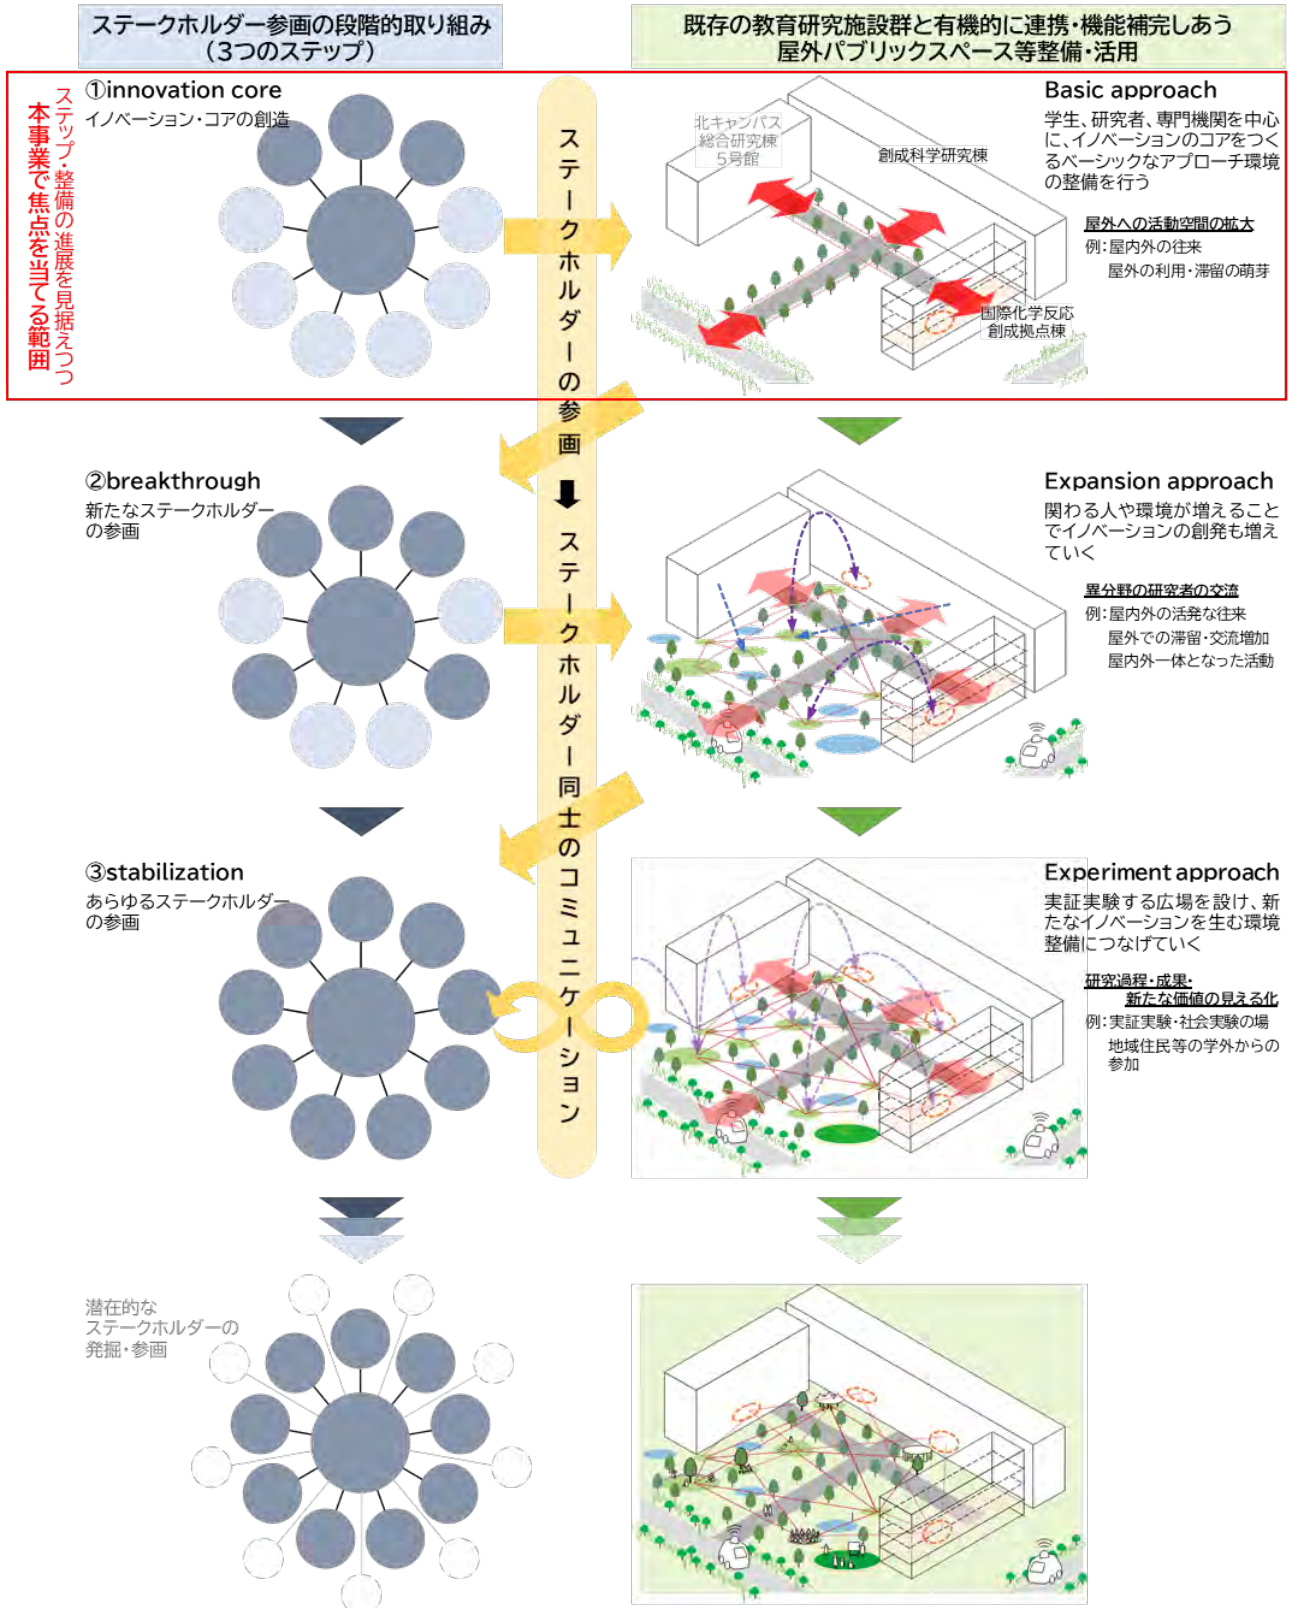 ステークホルダー参画の段階的取り組み
（３つのステップ）
既存の教育研究施設群と有機的に連携・機能補完しあう
屋外パブリックスペース等整備・活用
ステップ・整備の進展を見据えつつ
本事業で焦点を当てる範囲
①innovation core
イノベーション・コアの創造
ステークホルダーの参画
ステークホルダー同士のコミュニケーション
北キャンパス
総合研究棟
5号館
創成科学研究棟
国際化学反応
創成拠点棟
Basic approach
学生、研究者、専門機関を中心
に、イノベーションのコアをつく
るベーシックなアプローチ環境
の整備を行う
屋外への活動空間の拡大
例：屋内外の往来
屋外の利用・滞留の萌芽
②breakthrough
新たなステークホルダー
の参画
Expansion approach
関わる人や環境が増えること
でイノベーションの創発も増え
ていく
異分野の研究者の交流
例：屋内外の活発な往来
屋外での滞留・交流増加
屋内外一体となった活動
③stabilization
あらゆるステークホルダー
の参画
Experiment approach
実証実験する広場を設け、新
たなイノベーションを生む環境
整備につなげていく
研究過程・成果・
新たな価値の見える化
例：実証実験・社会実験の場
地域住民等の学外からの
参加
潜在的な
ステークホルダーの
発掘・参画